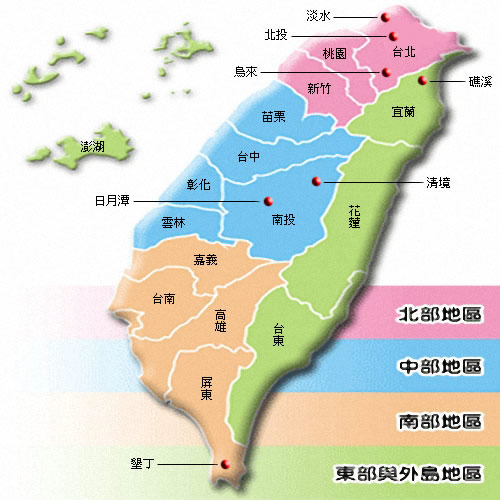 淡水
北投
桃園
台北
烏來
新竹
礁溪
宜蘭
苗栗
澎湖
台中
彰化
清境
日月潭
南投
花蓮
雲林
嘉義
台南
高雄
台東
屏東
墾丁
北部地區
中部地區
南部地區
東部與外島地區